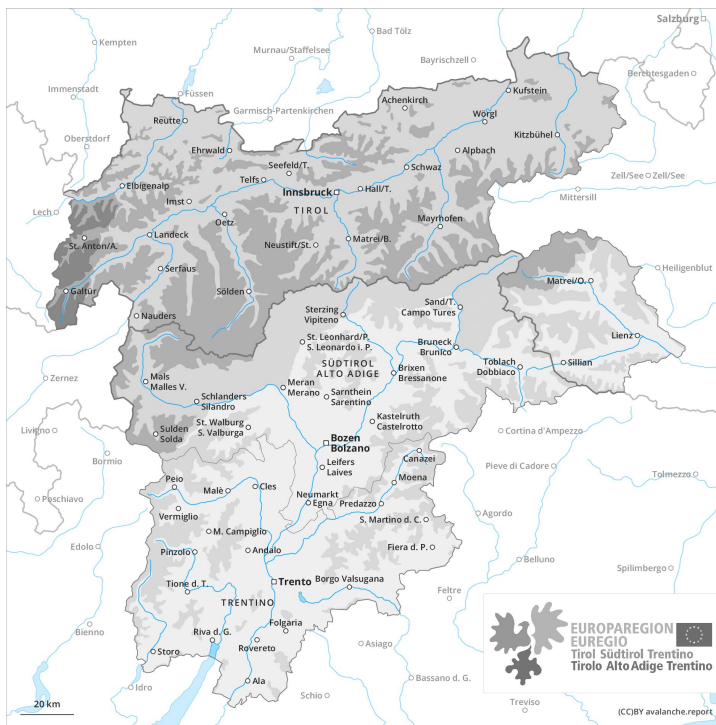 Salzburg
Kempten
Bad Tölz
Murnau/Staffelsee
Bayrischzell
Berchtesgaden
Immenstadt
Füssen
Garmisch-Partenkirchen
Achenkirch
Kufstein
Reutte
Wörgl
Kitzbühel
Oberstdorf
Ehrwald
Alpbach
Seefeld/T.
Schwaz
Telfs
Zell/See
Zell/See
Elbigenalp
Innsbruck
Hall/T.
Mittersill
Imst
TIROL
Lech
Oetz
Mayrhofen
St. Anton/A.
Landeck
Neustift/St.
Matrei/B.
Serfaus
Heiligenblut
Galtür
Sölden
Matrei/O.
Nauders
Sterzing
Vipiteno
Sand/T.
Campo Tures
St. Leonhard/P.
S. Leonardo i. P.
Bruneck
Brunico
Lienz
SÜDTIROL
ALTO ADIGE
Toblach
Dobbiaco
Sillian
Zernez
Mals
Malles V.
Meran
Merano
Brixen
Bressanone
Schlanders
Silandro
Sarnthein
Sarentino
St. Walburg
S. Valburga
Kastelruth
Castelrotto
Livigno
Sulden
Solda
Cortina d'Ampezzo
Bozen
Bolzano
Bormio
Canazei
Pieve di Cadore
Leifers
Laives
Tolmezzo
Poschiavo
Peio
Malè
Cles
Moena
Neumarkt
Egna
Predazzo
Vermiglio
Agordo
M. Campiglio
S. Martino d. C.
Edolo
Pinzolo
Andalo
Fiera d. P.
Belluno
Spilimbergo
Tione d. T.
Trento
Borgo Valsugana
Feltre
TRENTINO
Folgaria
Bienno
Riva d. G.
Rovereto
Asiago
Storo
Idro
Ala
Schio
Bassano d. G.
Treviso
EUROPAREGION
EUREGIO
Tirol Südtirol Trentino
Tirolo Alto Adige Trentino
20 km
(CC)BY avalanche.report